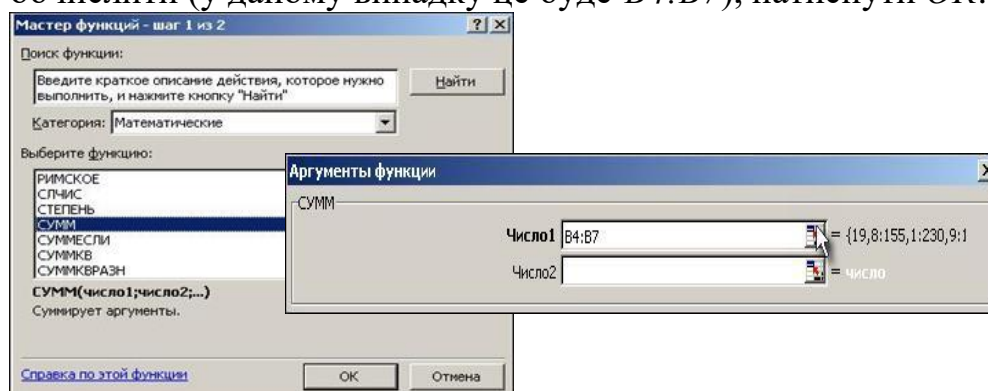 обчислити (у даному випадку це буде B4:B7), натиснути OK.
Мастер функций - шаг 1 из 2
Поиск функции:
Введите краткое описание действия, которое нужно
выполнить, и нажмите кнопку "Найти"
Найти
Категория: Математические
Выберите функцию:
РИМСКОЕ
СЛЧИС
СТЕПЕНЬ
СУММ
СУММЕСЛИ
СУММКВ
СУММКВРАЗН
СУММ(число1;число2;...)
Суммирует аргументы.
Справка по этой функции
OK
Отмена
Аргументы функции
СУММ
Число1 B4:B7 = {19,8:155,1:230,9:1
Число2 = число